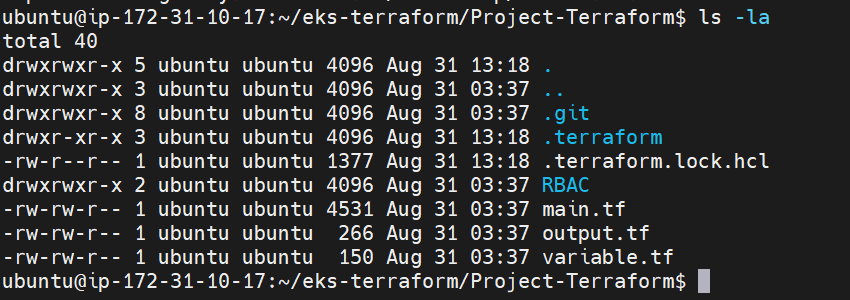 ubuntu@ip-172-31-10-17:~/eks-terraform/Project-Terraform$ ls -la
total 40
drwxrwxr-x 5 ubuntu ubuntu 4096 Aug 31 13:18 .
drwxrwxr-x 3 ubuntu ubuntu 4096 Aug 31 03:37 ..
drwxrwxr-x 8 ubuntu ubuntu 4096 Aug 31 03:37 .git
drwxr-xr-x 3 ubuntu ubuntu 4096 Aug 31 13:18 .terraform
-rw-r--r-- 1 ubuntu ubuntu 1377 Aug 31 13:18 .terraform.lock.hcl
drwxrwxr-x 2 ubuntu ubuntu 4096 Aug 31 03:37 RBAC
-rw-rw-r-- 1 ubuntu ubuntu 4531 Aug 31 03:37 main.tf
-rw-rw-r-- 1 ubuntu ubuntu  266 Aug 31 03:37 output.tf
-rw-rw-r-- 1 ubuntu ubuntu  150 Aug 31 03:37 variable.tf
ubuntu@ip-172-31-10-17:~/eks-terraform/Project-Terraform$